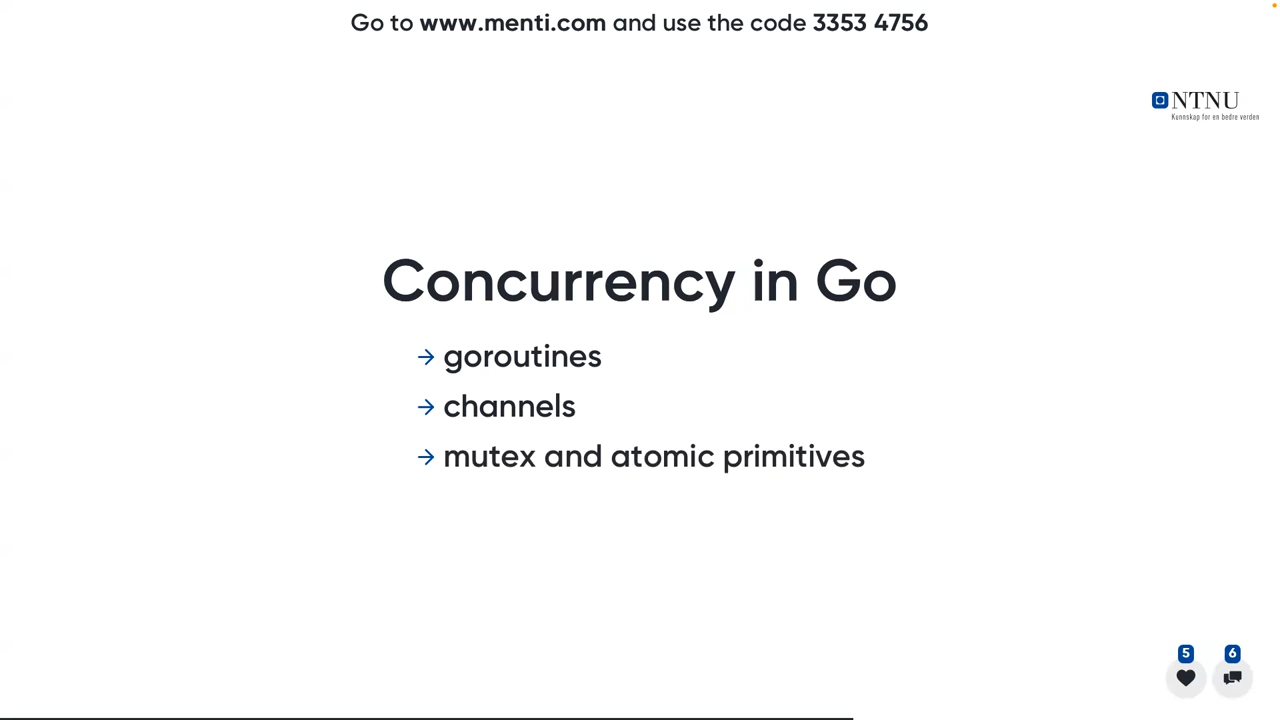 Go to www.menti.com and use the code 3353 4756
NTNU
Kunnskap for en bedre verden
Concurrency in Go
→ goroutines
→ channels
→ mutex and atomic primitives
5 6